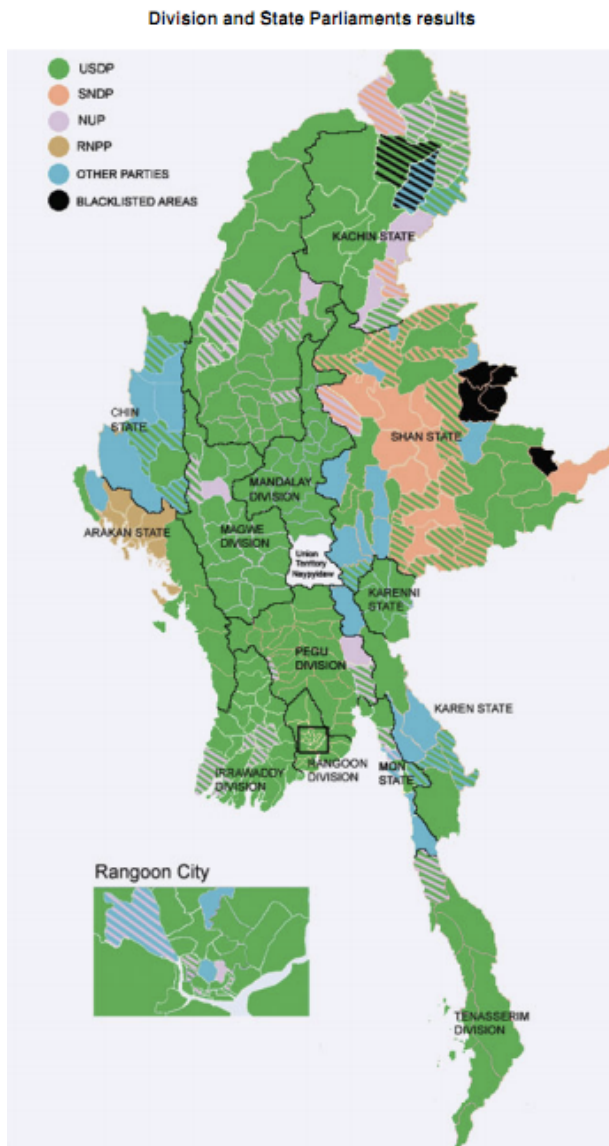 Division and State Parliaments results
USDP
SNDP
NUP
RNPP
OTHER PARTIES
BLACKLISTED AREAS
KACHIN STATE
CHIN
STATE
SHAN STATE
MANDALAY
DIVISION
ARAKAN STATE
MAGWE
DIVISION
Union
Territory
Naypyidaw
KARENNI
STATE
PEGU
DIVISION
KAREN STATE
RANGOON
DIVISION
MON
STATE
IRRAWADDY
DIVISION
Rangoon City
TENASSERIM
DIVISION